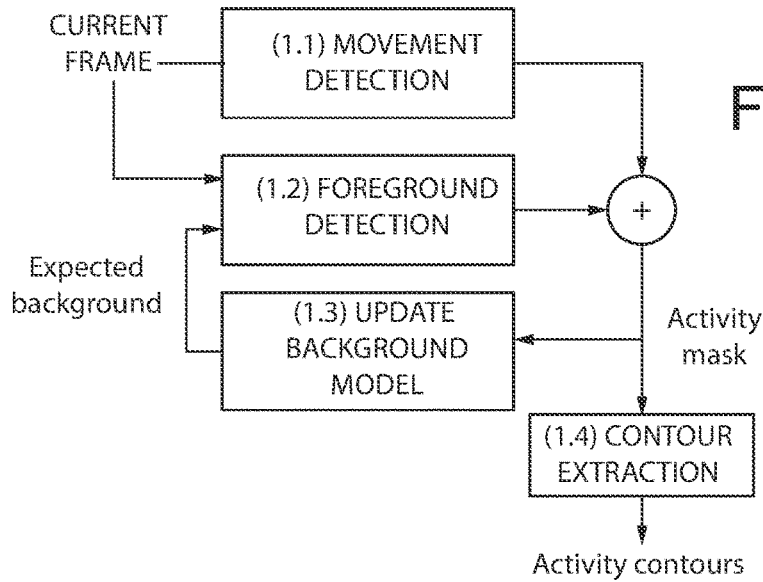 CURRENT
FRAME
(1.1) MOVEMENT
DETECTION
F
(1.2) FOREGROUND
DETECTION
+
Expected
background
(1.3) UPDATE
BACKGROUND
MODEL
Activity
mask
(1.4) CONTOUR
EXTRACTION
Activity contours